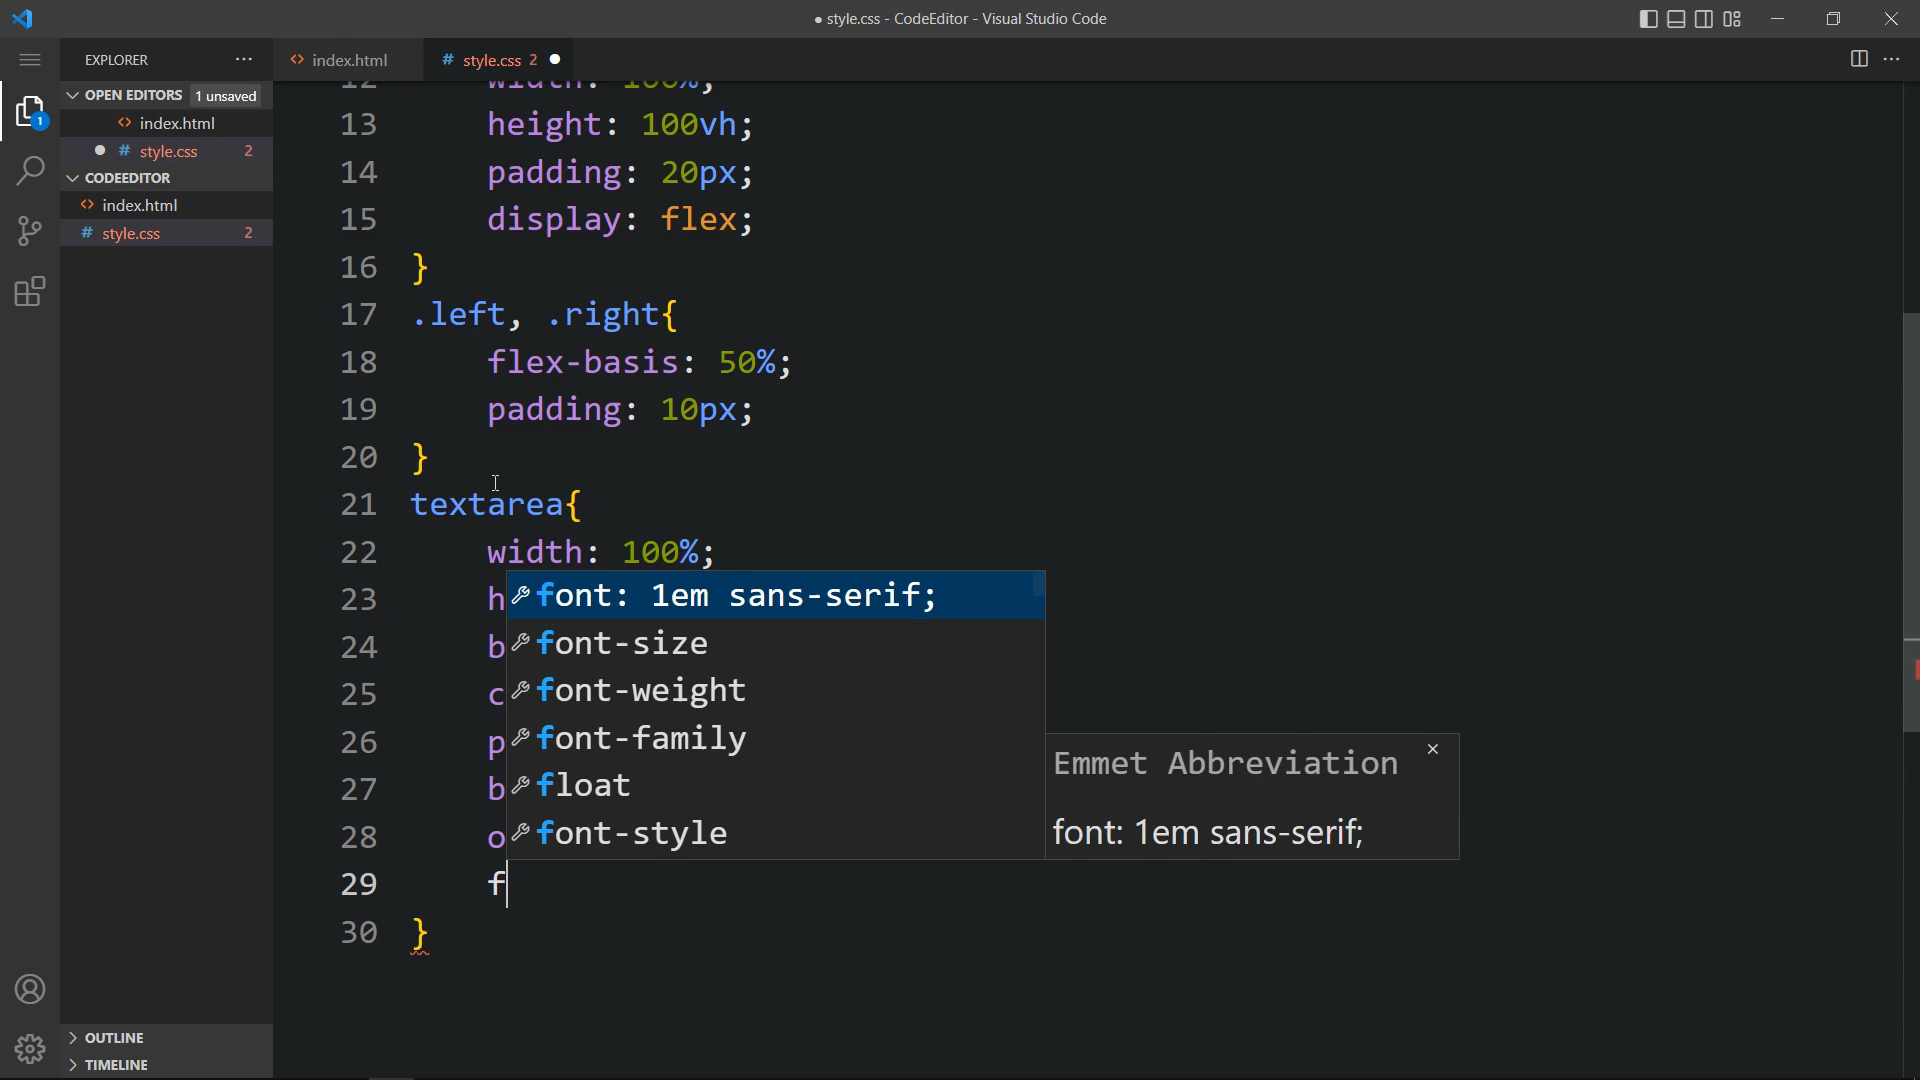 style.css - CodeEditor - Visual Studio Code
EXPLORER
index.html
# style.css 2
OPEN EDITORS 1 unsaved
index.html
# style.css 2
CODEEDITOR
index.html
# style.css 2
OUTLINE
TIMELINE
1
12 width: 100%;
13 height: 100vh;
14 padding: 20px;
15 display: flex;
16 }
17 .left, .right{
18 flex-basis: 50%;
19 padding: 10px;
20 }
21 textarea{
22 width: 100%;
23 h
24 b
25 c
26 p
27 b
28 o
29 f
30 }
font: 1em sans-serif;
font-size
font-weight
font-family
float
font-style
Emmet Abbreviation
font: 1em sans-serif;